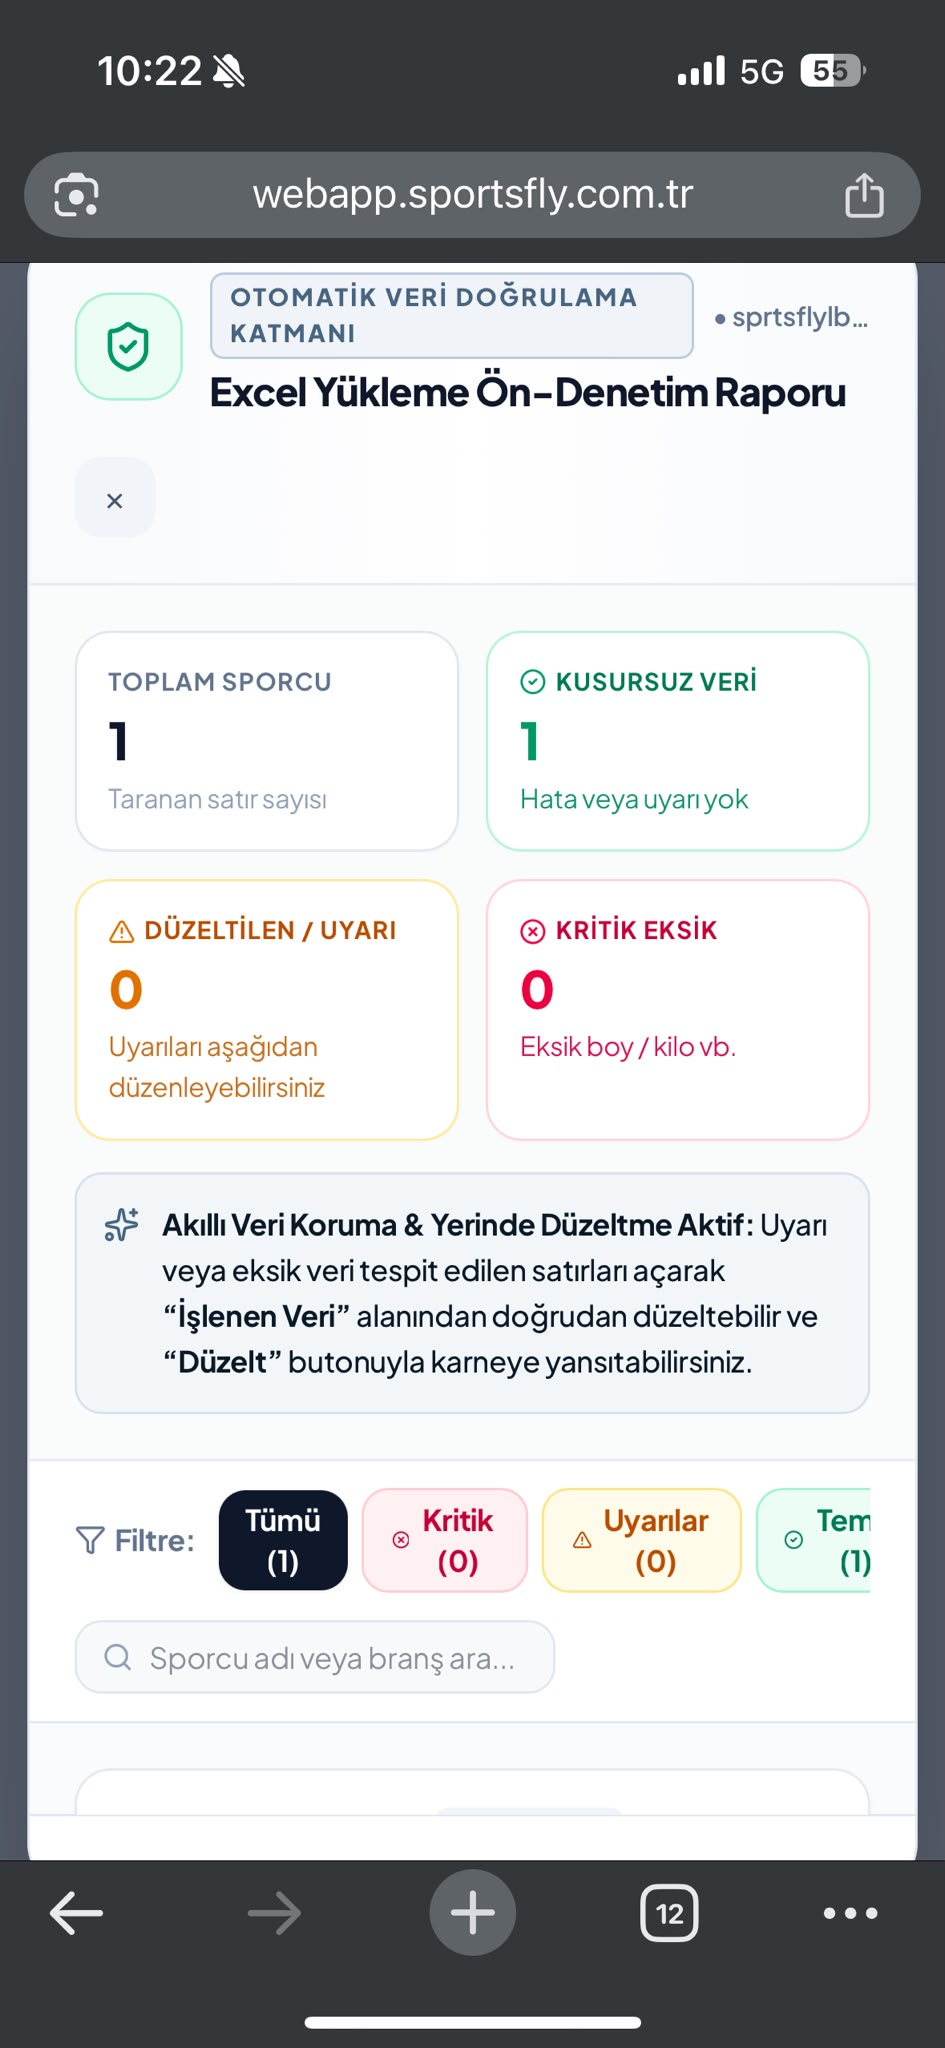 10:22
5G
55
webapp.sportsfly.com.tr
OTOMATİK VERİ DOĞRULAMA
KATMANI
• sprtsflylb...
Excel Yükleme Ön-Denetim Raporu
×
TOPLAM SPORCU
1
Taranan satır sayısı
KUSURSUZ VERİ
1
Hata veya uyarı yok
DÜZELTİLEN / UYARI
0
Uyarıları aşağıdan
düzenleyebilirsiniz
KRİTİK EKSİK
0
Eksik boy / kilo vb.
Akıllı Veri Koruma & Yerinde Düzeltme Aktif: Uyarı
veya eksik veri tespit edilen satırları açarak
“İşlenen Veri” alanından doğrudan düzeltebilir ve
“Düzelt” butonuyla karneye yansıtabilirsiniz.
Filtre:
Tümü
(1)
Kritik
(0)
Uyarılar
(0)
Tem
(1)
Sporcu adı veya branş ara...
12